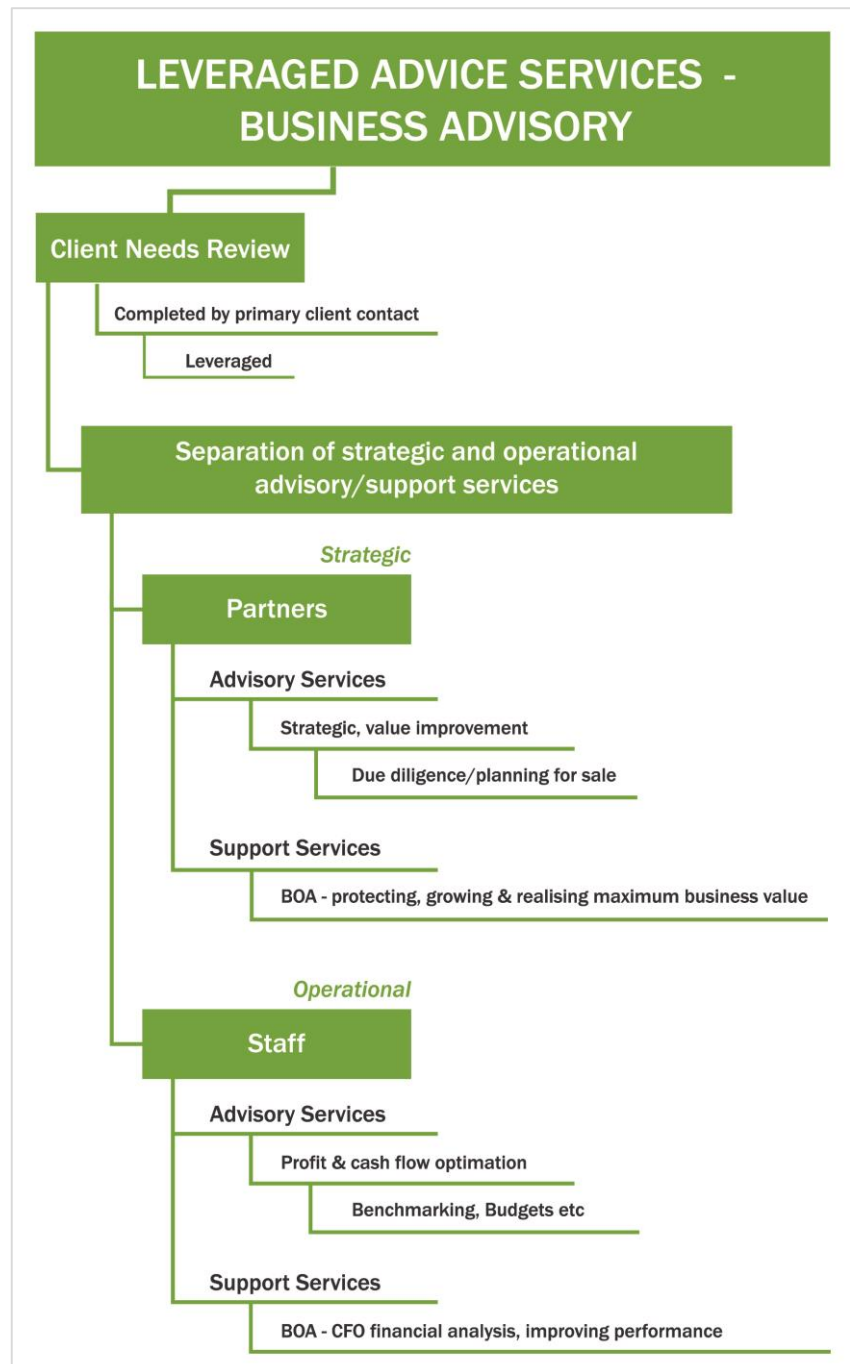 LEVERAGED ADVICE SERVICES -
BUSINESS ADVISORY
Client Needs Review
Completed by primary client contact
Leveraged
Separation of strategic and operational
advisory/support services
Strategic
Partners
Advisory Services
Strategic, value improvement
Due diligence/planning for sale
Support Services
BOA - protecting, growing & realising maximum business value
Operational
Staff
Advisory Services
Profit & cash flow optimation
Benchmarking, Budgets etc
Support Services
BOA - CFO financial analysis, improving performance